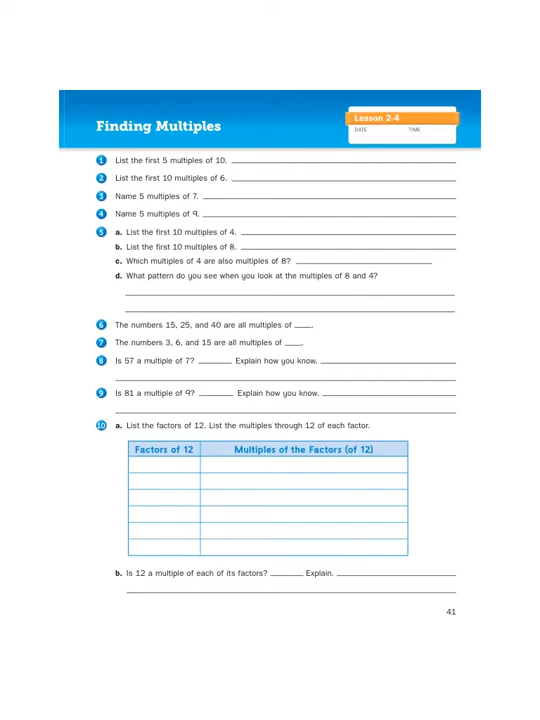 Finding Multiples
Lesson 2-4
DATE TIME
1 List the first 5 multiples of 10.
2 List the first 10 multiples of 6.
3 Name 5 multiples of 7.
4 Name 5 multiples of 9.
5 a. List the first 10 multiples of 4.
b. List the first 10 multiples of 8.
c. Which multiples of 4 are also multiples of 8?
d. What pattern do you see when you look at the multiples of 8 and 4?
6 The numbers 15, 25, and 40 are all multiples of ____.
7 The numbers 3, 6, and 15 are all multiples of ____.
8 Is 57 a multiple of 7? ________ Explain how you know.
9 Is 81 a multiple of 9? ________ Explain how you know.
10 a. List the factors of 12. List the multiples through 12 of each factor.
Factors of 12 Multiples of the Factors (of 12)
b. Is 12 a multiple of each of its factors? ________ Explain.
41